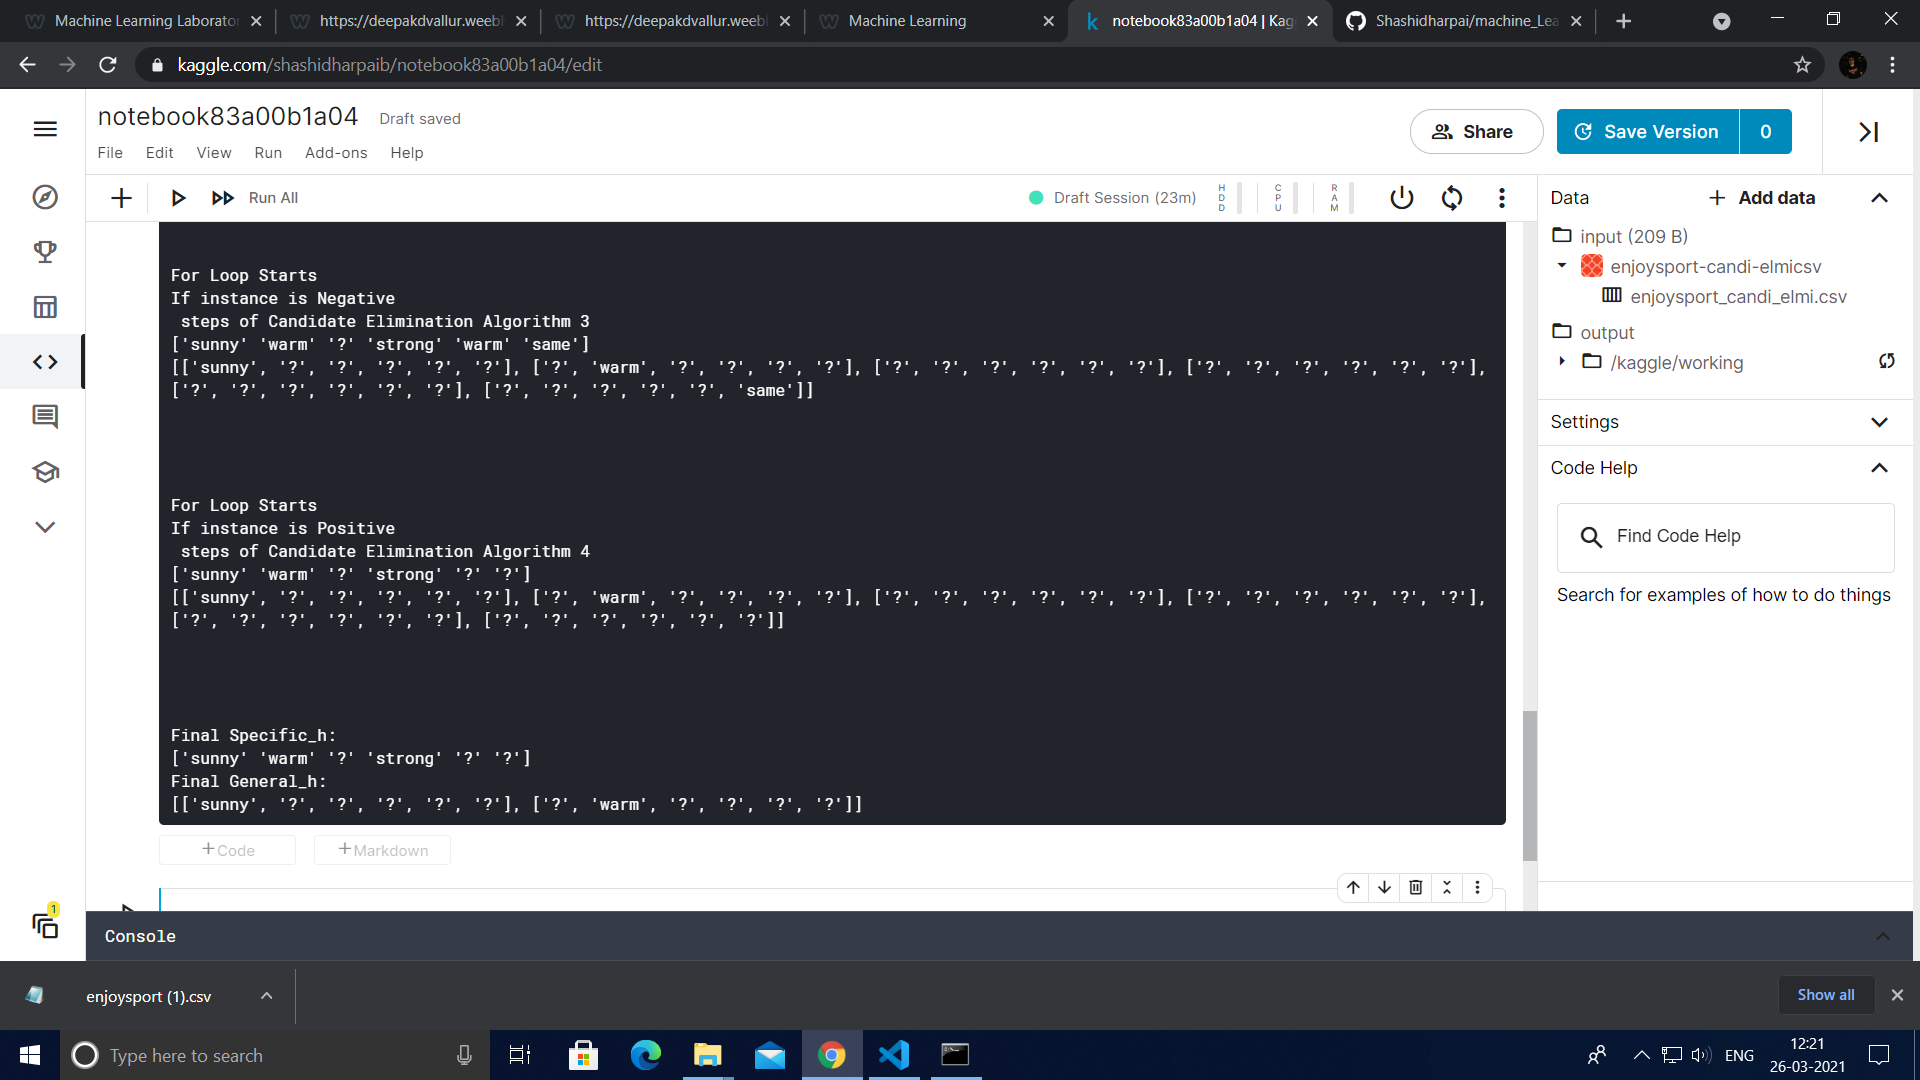 Machine Learning Laborato
https://deepakdvallur.weebl
https://deepakdvallur.weebl
Machine Learning
notebook83a00b1a04 | Kag
Shashidharpai/machine_Lea
kaggle.com/shashidharpaib/notebook83a00b1a04/edit
notebook83a00b1a04 Draft saved
File Edit View Run Add-ons Help
Share
Save Version 0
Run All
Draft Session (23m)
HDD
CPU
RAM
For Loop Starts
If instance is Negative
steps of Candidate Elimination Algorithm 3
['sunny' 'warm' '?' 'strong' 'warm' 'same']
[['sunny', '?', '?', '?', '?', '?'], ['?', 'warm', '?', '?', '?', '?'], ['?', '?', '?', '?', '?', '?'], ['?', '?', '?', '?', '?', '?'],
['?', '?', '?', '?', '?', '?'], ['?', '?', '?', '?', '?', 'same']]
For Loop Starts
If instance is Positive
steps of Candidate Elimination Algorithm 4
['sunny' 'warm' '?' 'strong' '?' '?']
[['sunny', '?', '?', '?', '?', '?'], ['?', 'warm', '?', '?', '?', '?'], ['?', '?', '?', '?', '?', '?'], ['?', '?', '?', '?', '?', '?'],
['?', '?', '?', '?', '?', '?'], ['?', '?', '?', '?', '?', '?']]
Final Specific_h:
['sunny' 'warm' '?' 'strong' '?' '?']
Final General_h:
[['sunny', '?', '?', '?', '?', '?'], ['?', 'warm', '?', '?', '?', '?']]
+Code
+Markdown
Data
+ Add data
input (209 B)
enjoysport-candi-elmicsv
enjoysport_candi_elmi.csv
output
/kaggle/working
Settings
Code Help
Find Code Help
Search for examples of how to do things
1
Console
enjoysport (1).csv
Show all
Type here to search
ENG
12:21
26-03-2021